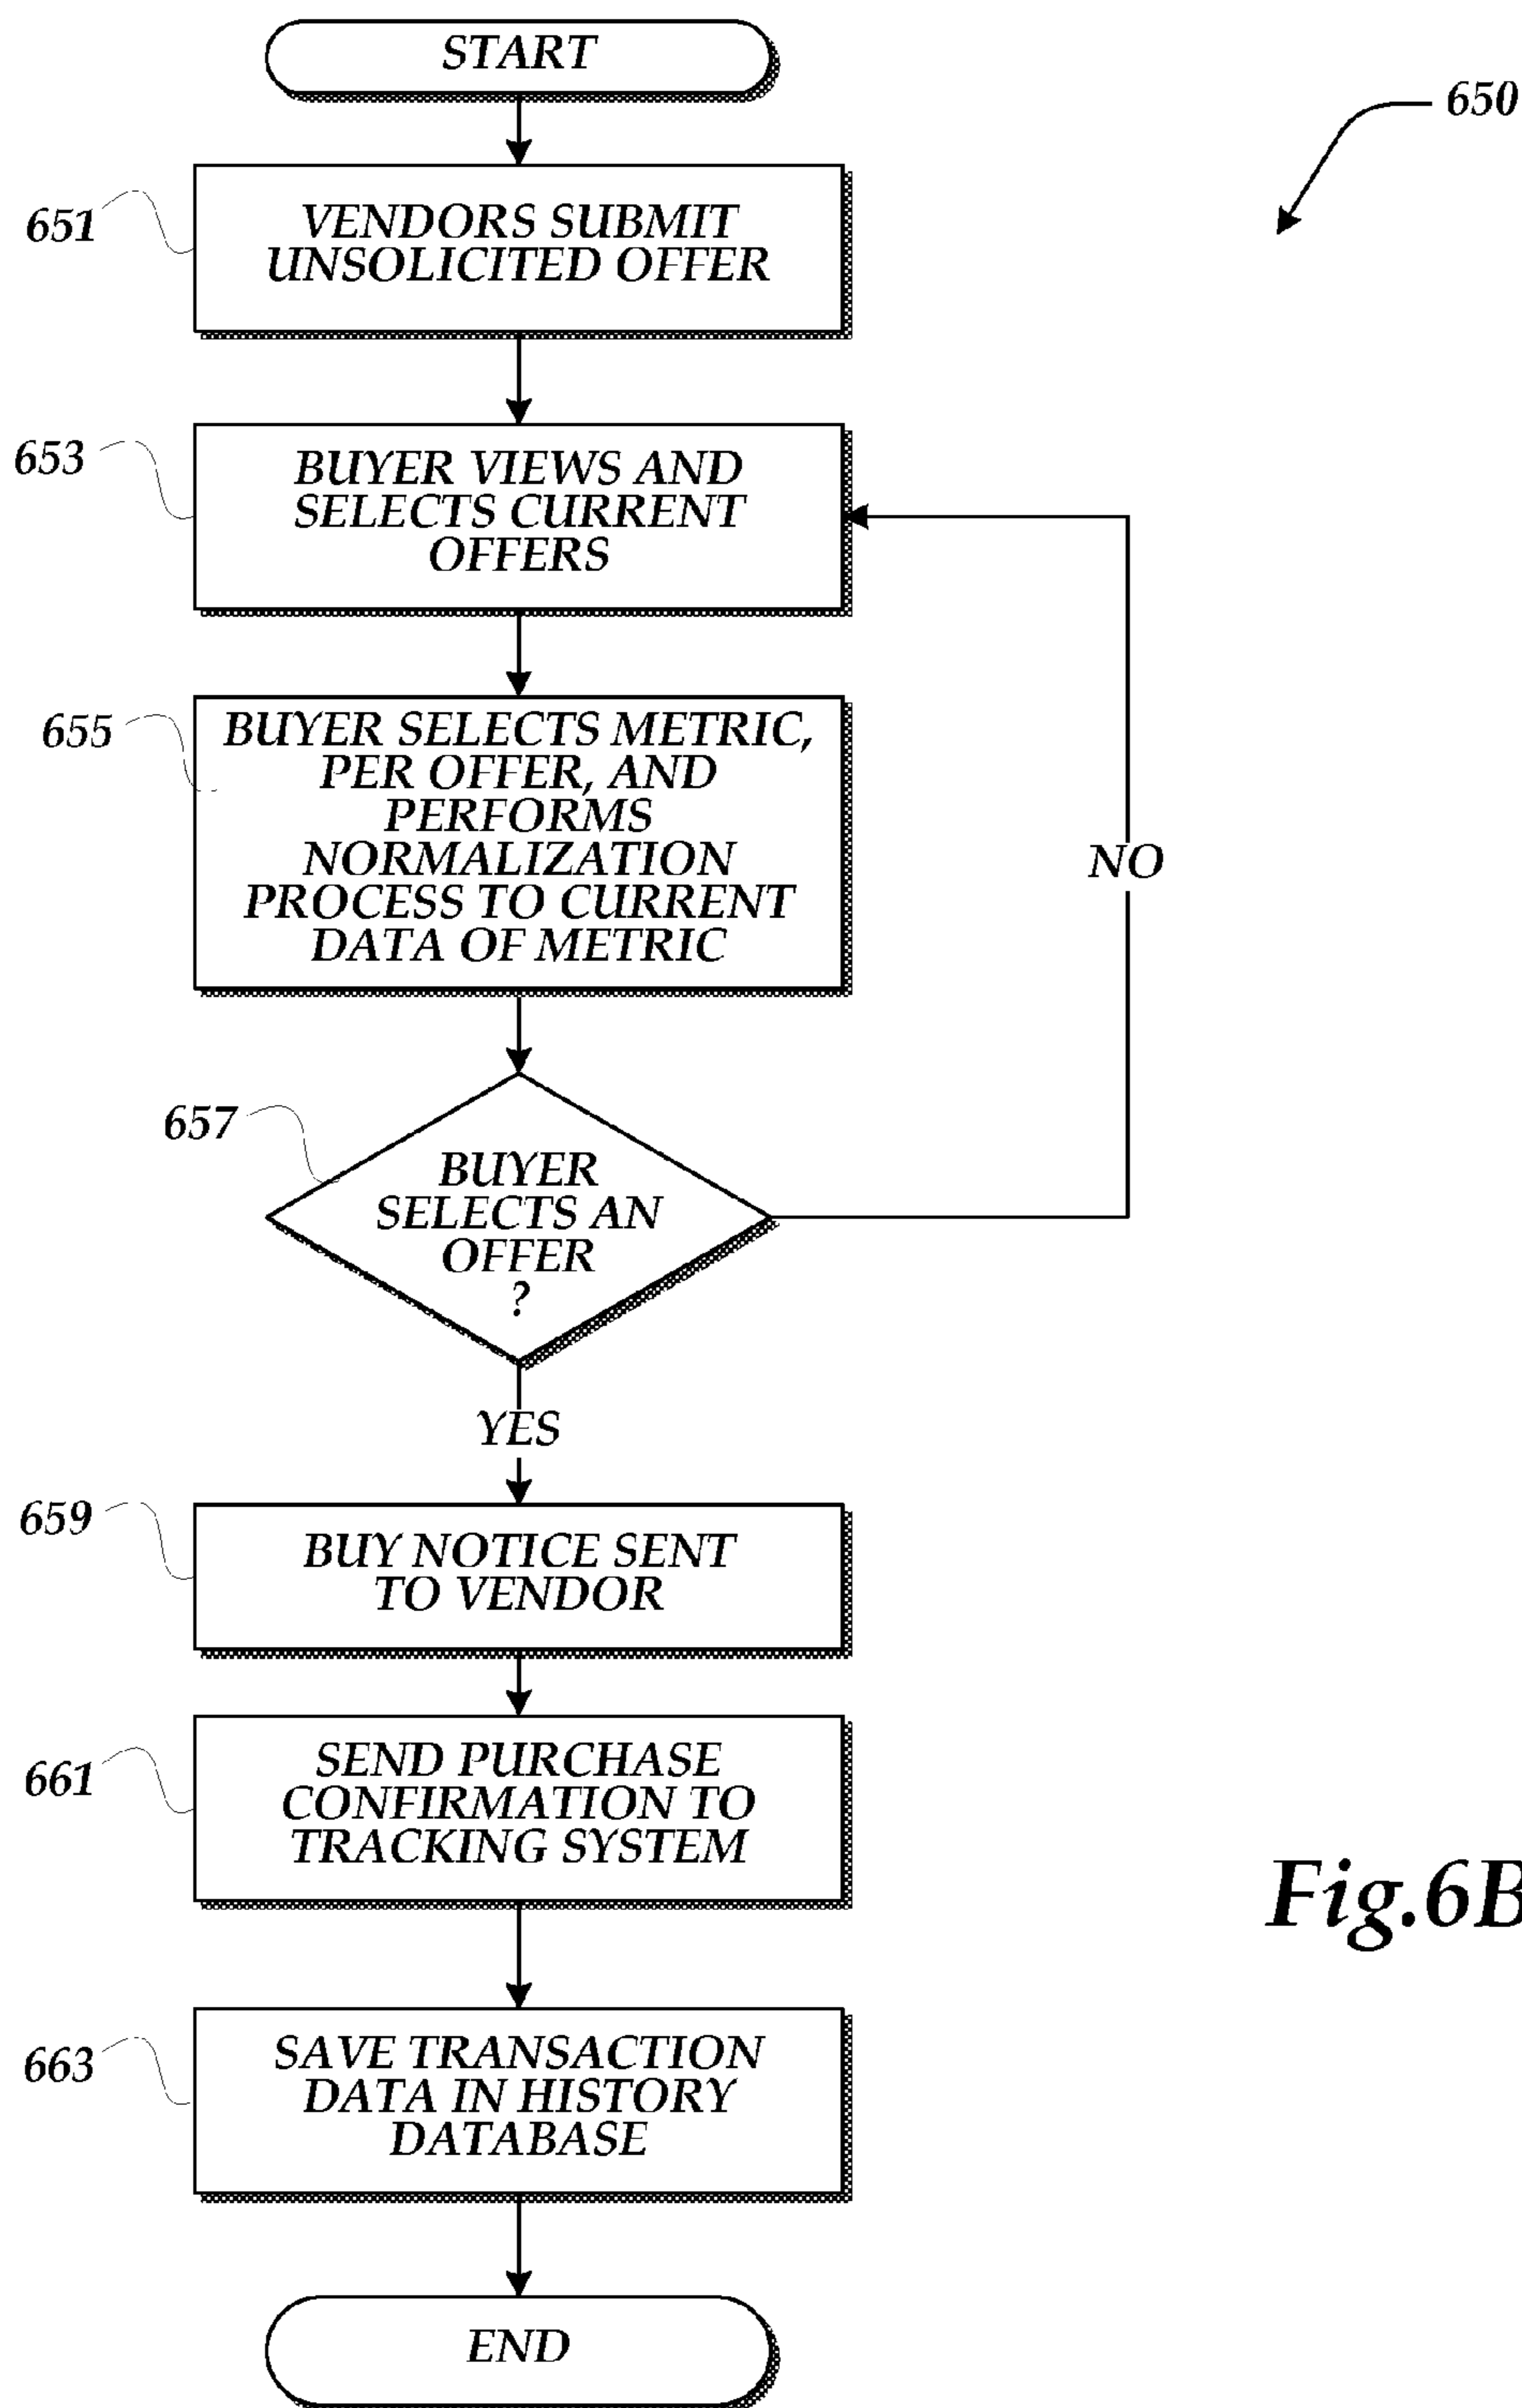 START
650
651
VENDORS SUBMIT
UNSOLICITED OFFER
653
BUYER VIEWS AND
SELECTS CURRENT
OFFERS
655
BUYER SELECTS METRIC,
PER OFFER, AND
PERFORMS
NORMALIZATION
PROCESS TO CURRENT
DATA OF METRIC
NO
657
BUYER
SELECTS AN
OFFER
?
YES
659
BUY NOTICE SENT
TO VENDOR
661
SEND PURCHASE
CONFIRMATION TO
TRACKING SYSTEM
Fig.6B
663
SAVE TRANSACTION
DATA IN HISTORY
DATABASE
END